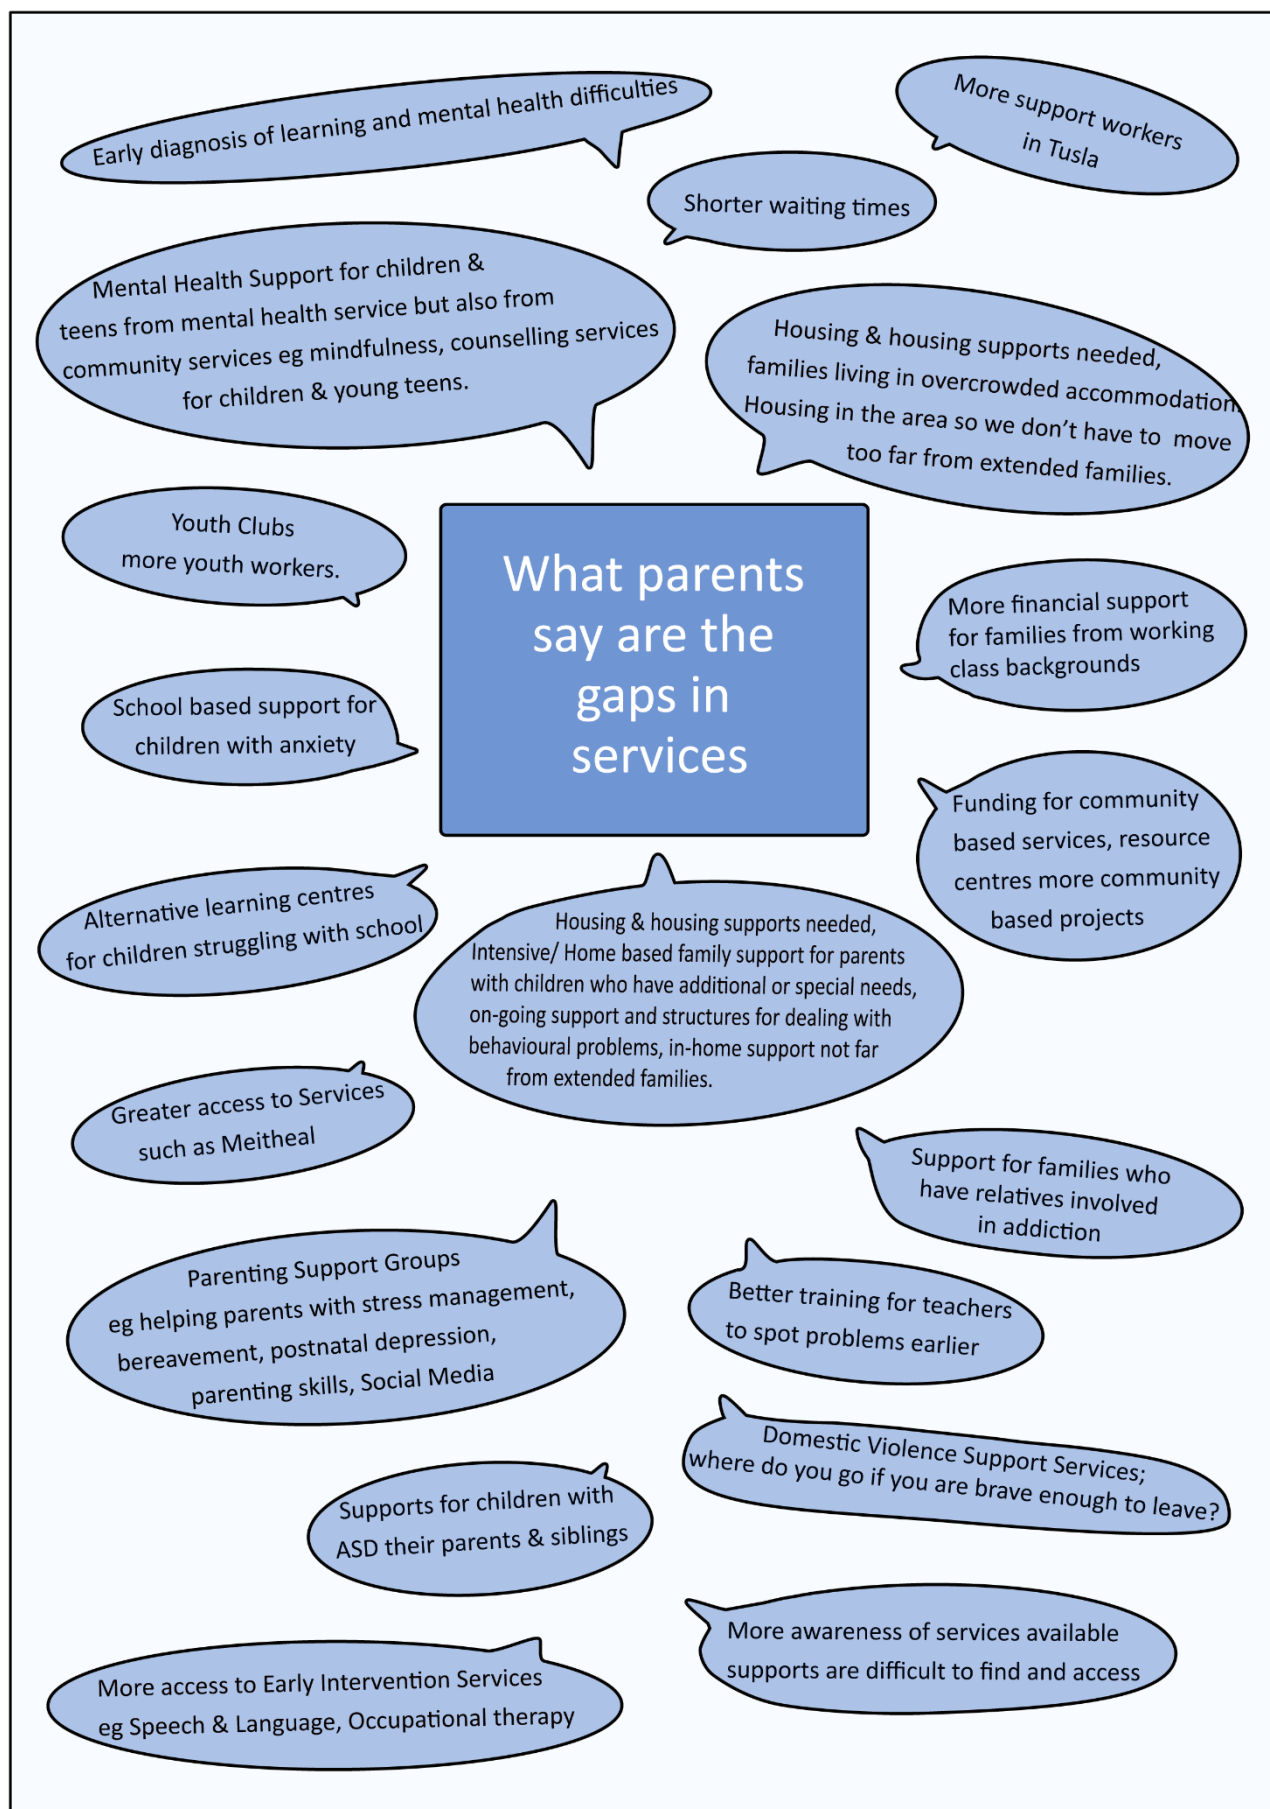 Early diagnosis of learning and mental health difficulties
More support workers
in Tusla
Shorter waiting times
Mental Health Support for children &
teens from mental health service but also from
community services eg mindfulness, counselling services
for children & young teens.
Housing & housing supports needed,
families living in overcrowded accommodation.
Housing in the area so we don’t have to move
too far from extended families.
Youth Clubs
more youth workers.
What parents
say are the
gaps in
services
More financial support
for families from working
class backgrounds
School based support for
children with anxiety
Funding for community
based services, resource
centres more community
based projects
Alternative learning centres
for children struggling with school
Housing & housing supports needed,
Intensive/ Home based family support for parents
with children who have additional or special needs,
on-going support and structures for dealing with
behavioural problems, in-home support not far
from extended families.
Greater access to Services
such as Meitheal
Support for families who
have relatives involved
in addiction
Parenting Support Groups
eg helping parents with stress management,
bereavement, postnatal depression,
parenting skills, Social Media
Better training for teachers
to spot problems earlier
Domestic Violence Support Services;
where do you go if you are brave enough to leave?
Supports for children with
ASD their parents & siblings
More awareness of services available
supports are difficult to find and access
More access to Early Intervention Services
eg Speech & Language, Occupational therapy